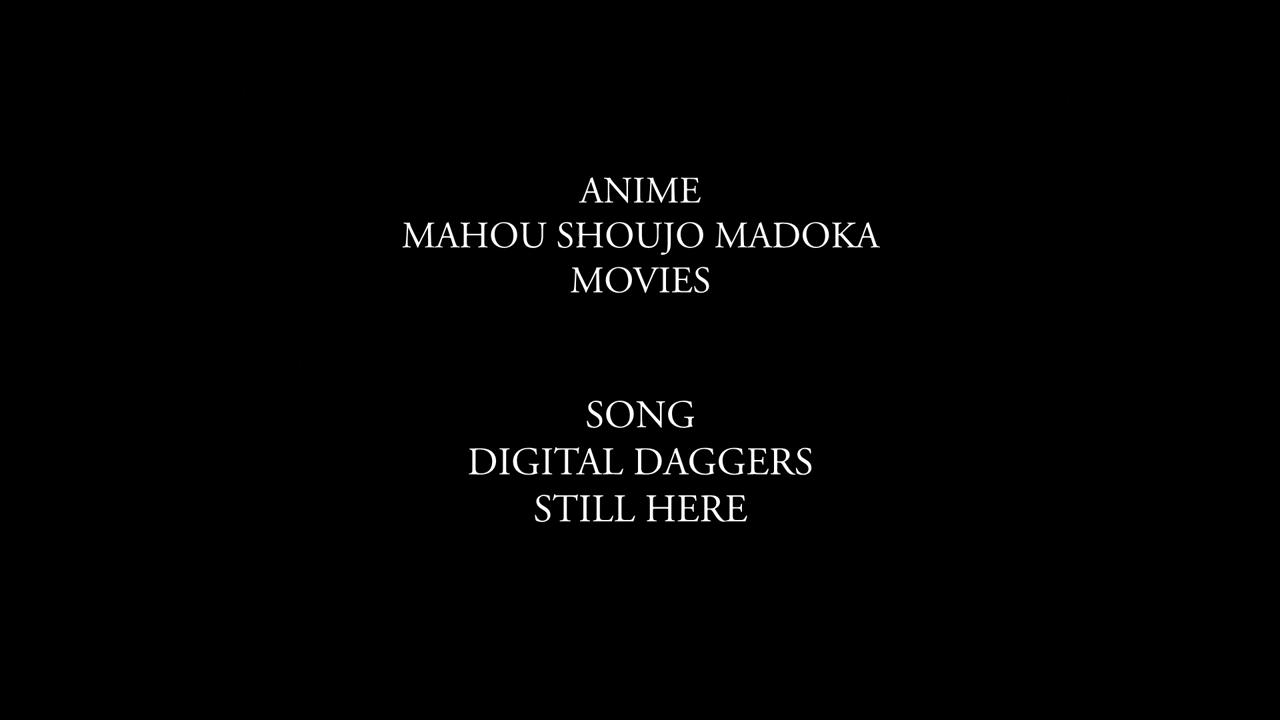 ANIME
MAHOU SHOUJO MADOKA
MOVIES
SONG
DIGITAL DAGGERS
STILL HERE